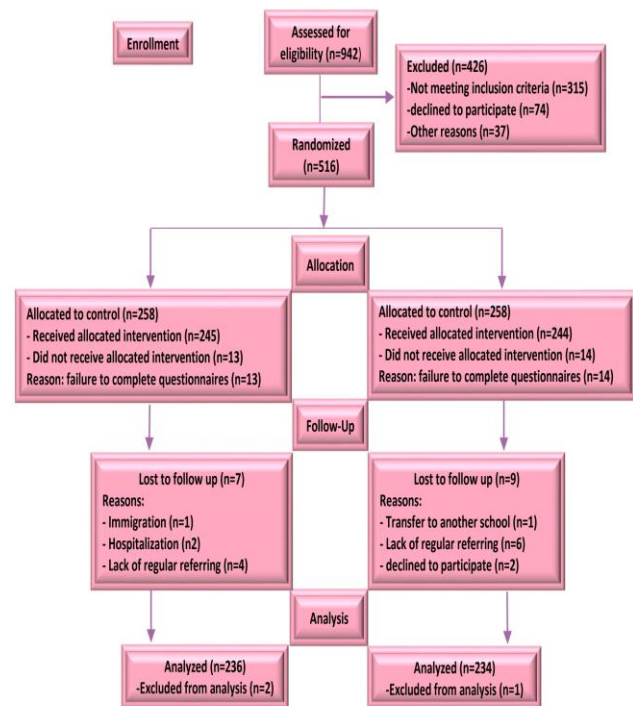 Enrollment
Assessed for
eligibility (n=942)
Excluded (n=426)
-Not meeting inclusion criteria (n=315)
-declined to participate (n=74)
-Other reasons (n=37)
Randomized
(n=516)
Allocation
Allocated to control (n=258)
- Received allocated intervention (n=245)
- Did not receive allocated intervention (n=13)
Reason: failure to complete questionnaires (n=13)
Allocated to control (n=258)
- Received allocated intervention (n=244)
- Did not receive allocated intervention (n=14)
Reason: failure to complete questionnaires (n=14)
Follow-Up
Lost to follow up (n=7)
Reasons:
- Immigration (n=1)
- Hospitalization (n2)
- Lack of regular referring (n=4)
Lost to follow up (n=9)
Reasons:
- Transfer to another school (n=1)
- Lack of regular referring (n=6)
- declined to participate (n=2)
Analysis
Analyzed (n=236)
-Excluded from analysis (n=2)
Analyzed (n=234)
-Excluded from analysis (n=1)